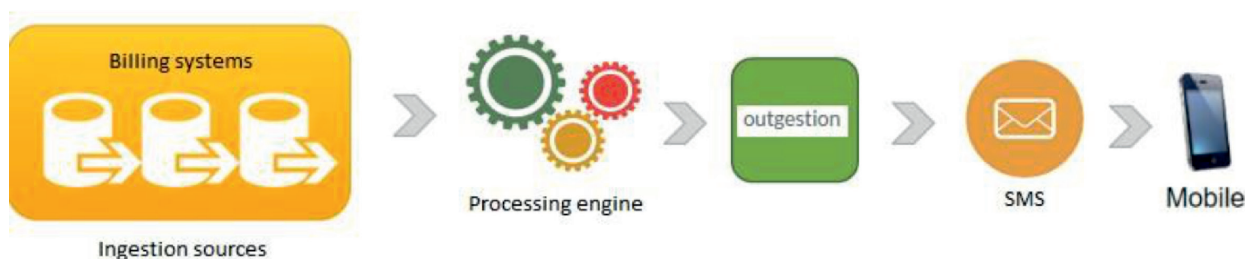 Billing systems
Ingestion sources
Processing engine
outgestion
SMS
Mobile